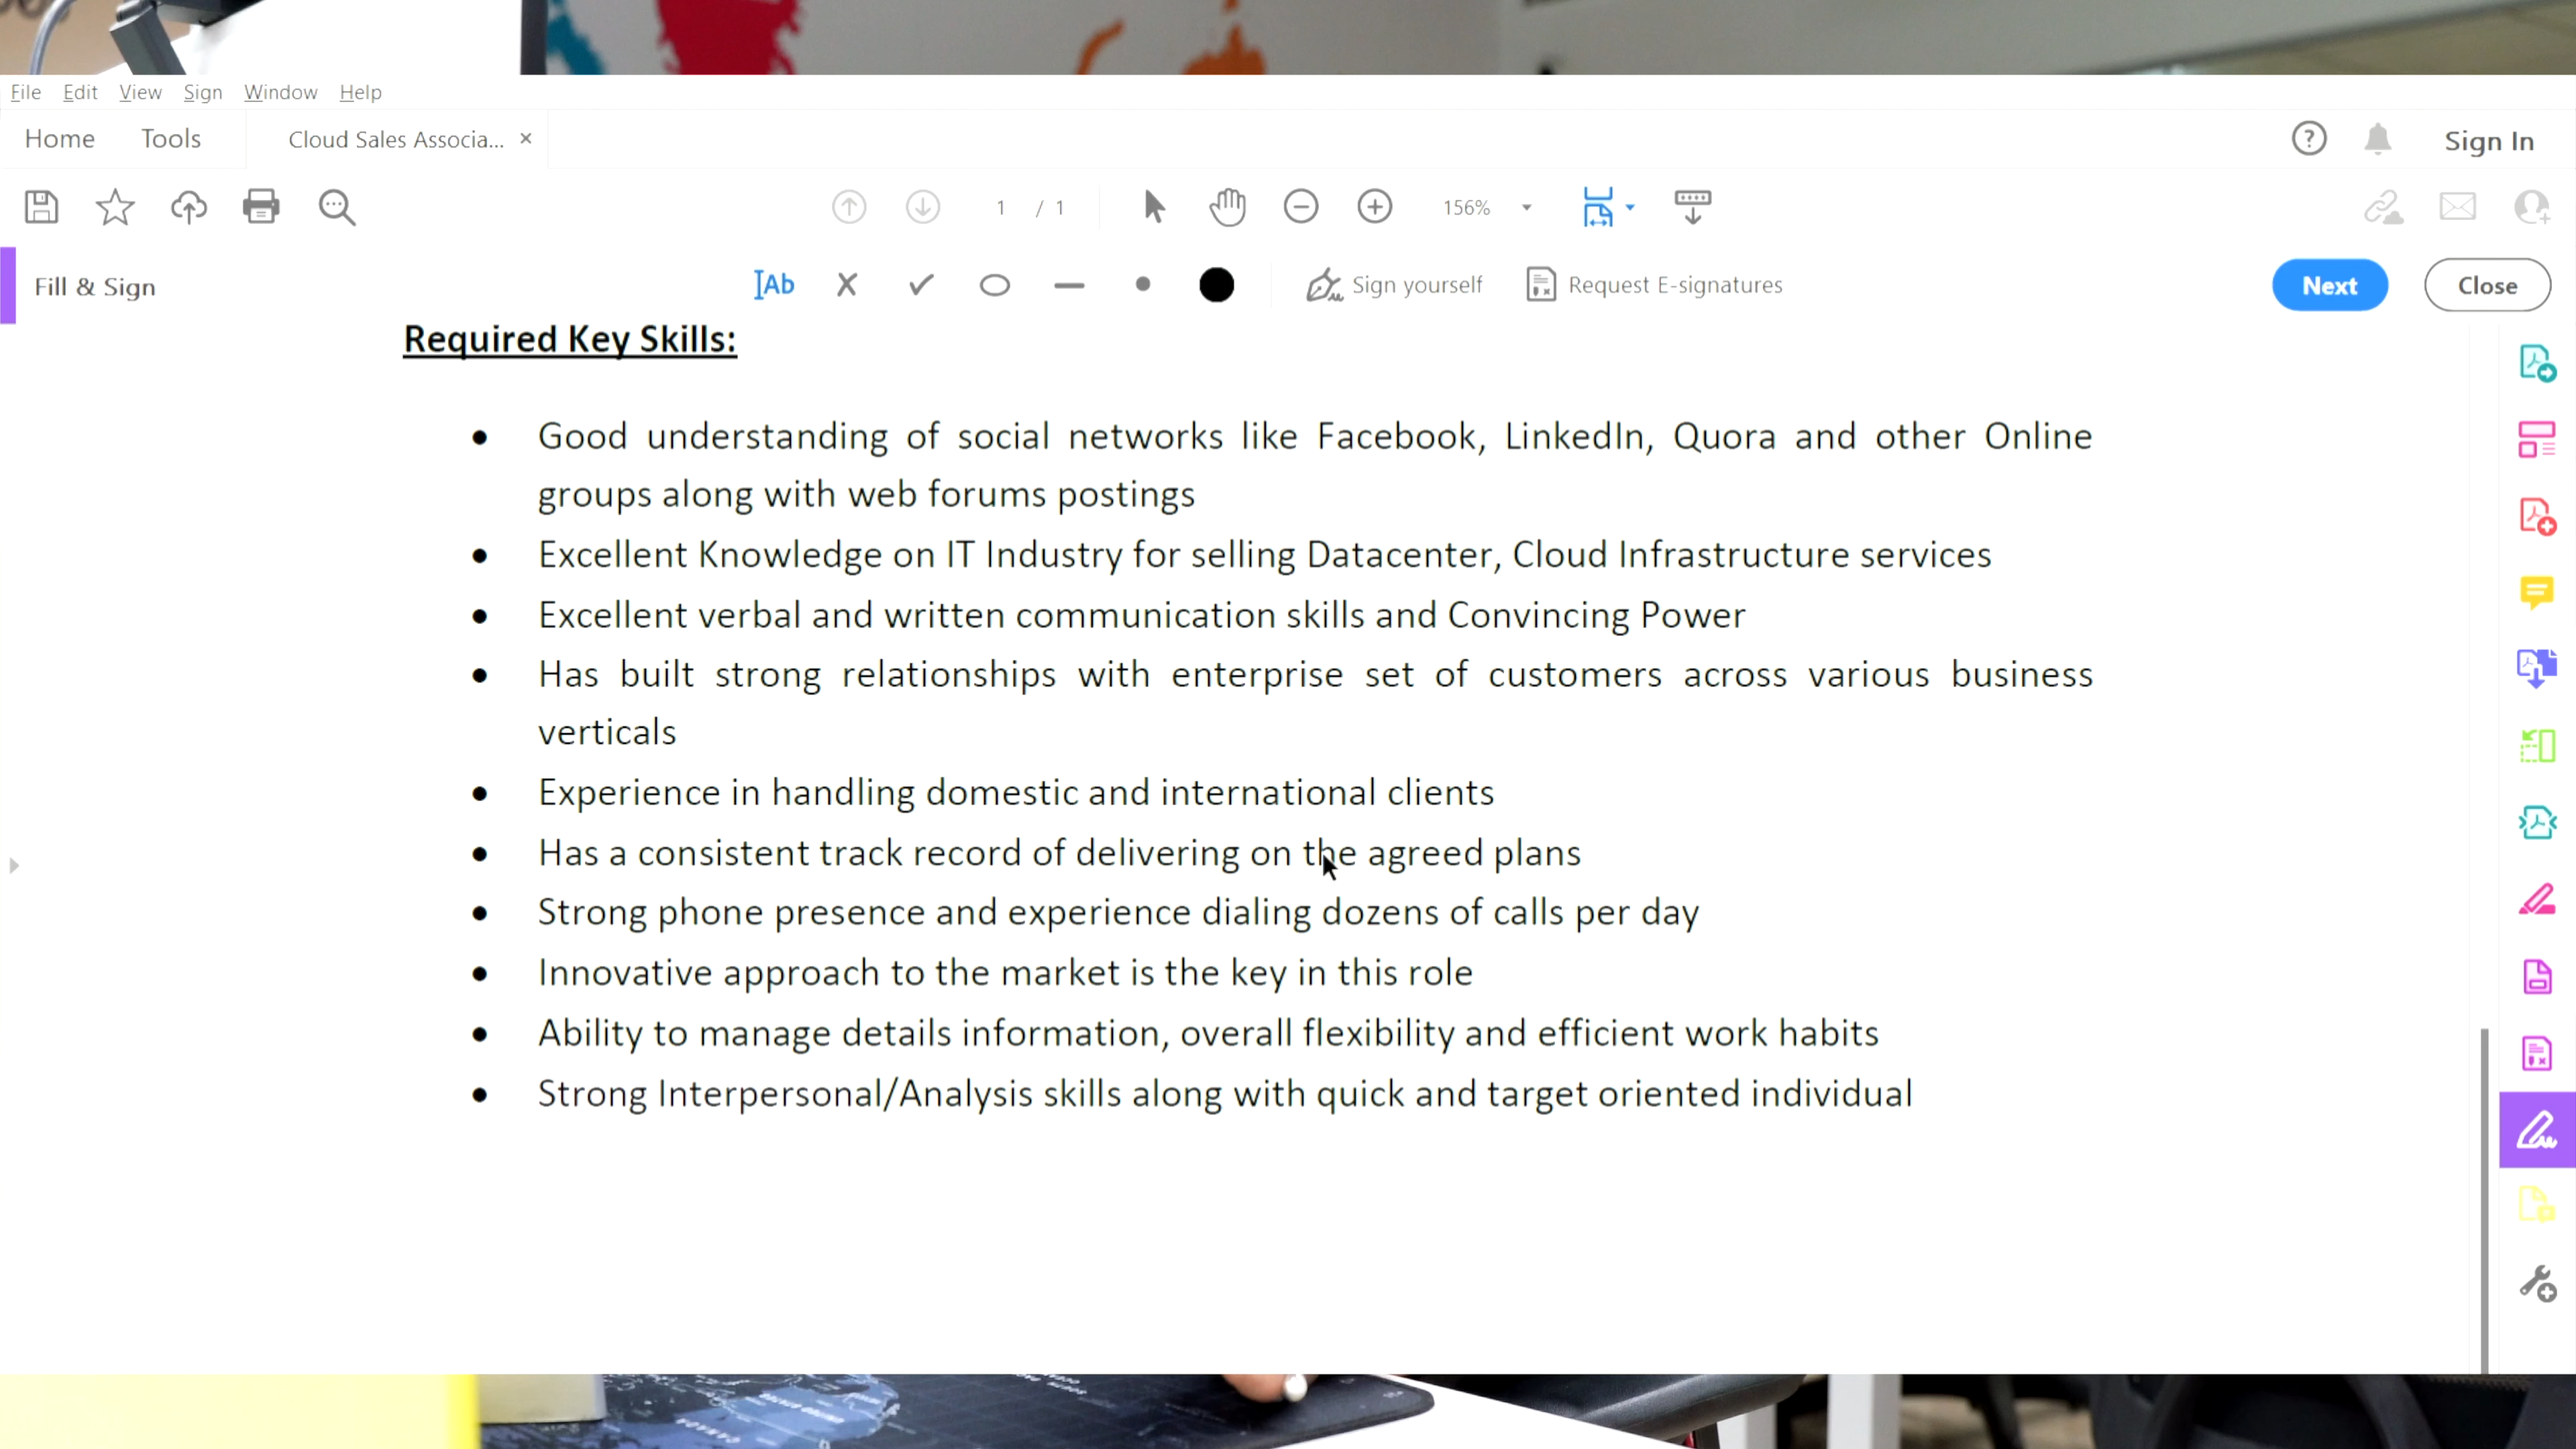 File Edit View Sign Window Help
Home Tools Cloud Sales Associa... Sign In
1 / 1 156%
Fill & Sign Ab Sign yourself Request E-signatures Next Close
Required Key Skills:
• Good understanding of social networks like Facebook, LinkedIn, Quora and other Online
groups along with web forums postings
• Excellent Knowledge on IT Industry for selling Datacenter, Cloud Infrastructure services
• Excellent verbal and written communication skills and Convincing Power
• Has built strong relationships with enterprise set of customers across various business
verticals
• Experience in handling domestic and international clients
• Has a consistent track record of delivering on the agreed plans
• Strong phone presence and experience dialing dozens of calls per day
• Innovative approach to the market is the key in this role
• Ability to manage details information, overall flexibility and efficient work habits
• Strong Interpersonal/Analysis skills along with quick and target oriented individual